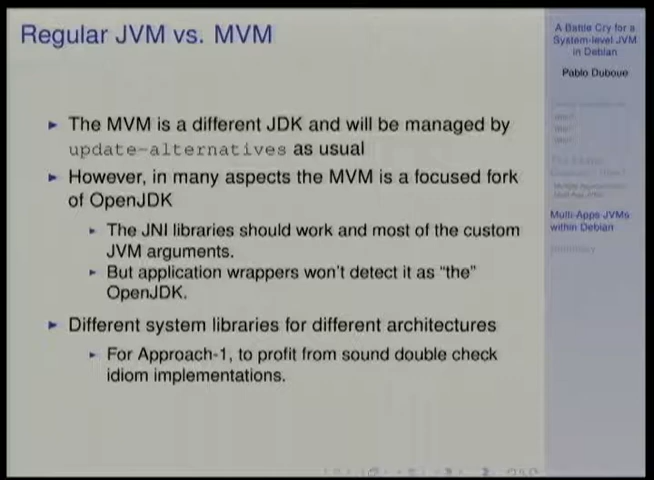 Regular JVM vs. MVM
The MVM is a different JDK and will be managed by
update-alternatives as usual
However, in many aspects the MVM is a focused fork
of OpenJDK
The JNI libraries should work and most of the custom
JVM arguments.
But application wrappers won't detect it as "the"
OpenJDK.
Different system libraries for different architectures
For Approach-1, to profit from sound double check
idiom implementations.
A Battle Cry for a
System-level JVM
in Debian
Pablo Duboue
Multi-Apps JVMs
within Debian